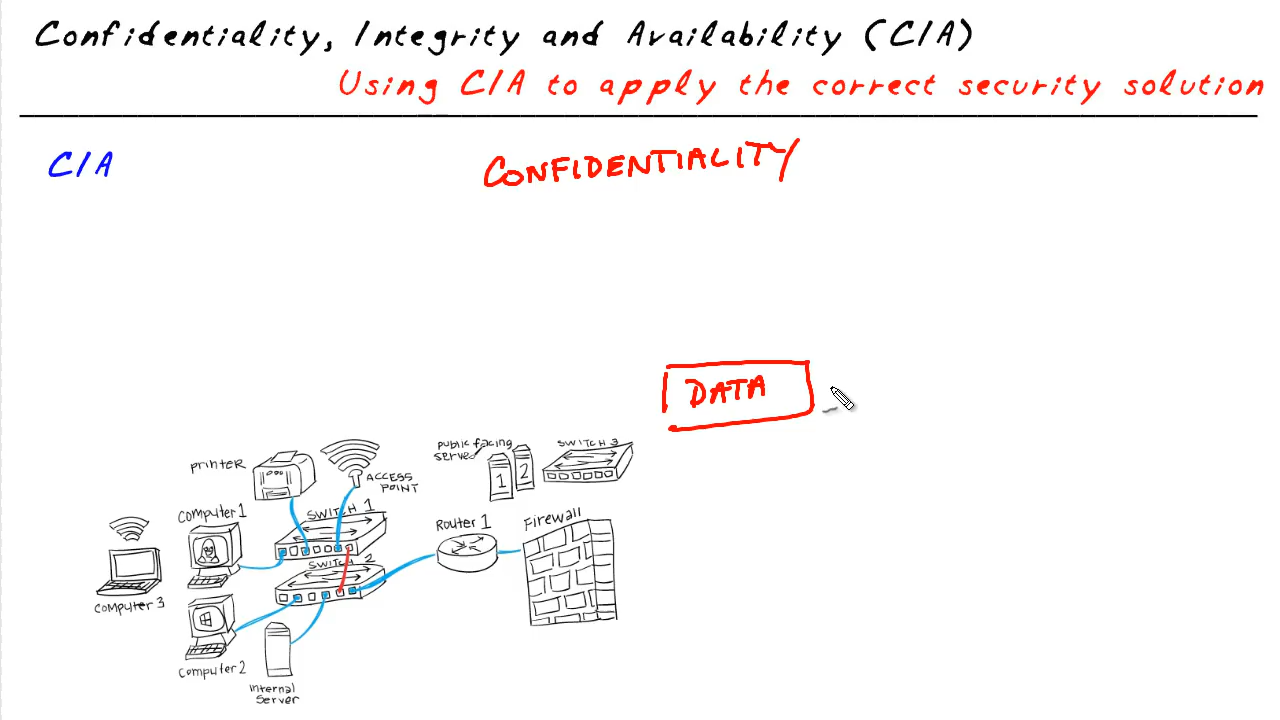 Confidentiality, Integrity and Availability (CIA)
Using CIA to apply the correct security solution
CIA
CONFIDENTIALITY
DATA
Public facing
server
SWITCH 3
1
2
printer
ACCESS
POINT
Computer 1
SWITCH 1
Router 1
Firewall
SWITCH 2
Computer 3
Computer 2
Internal
Server